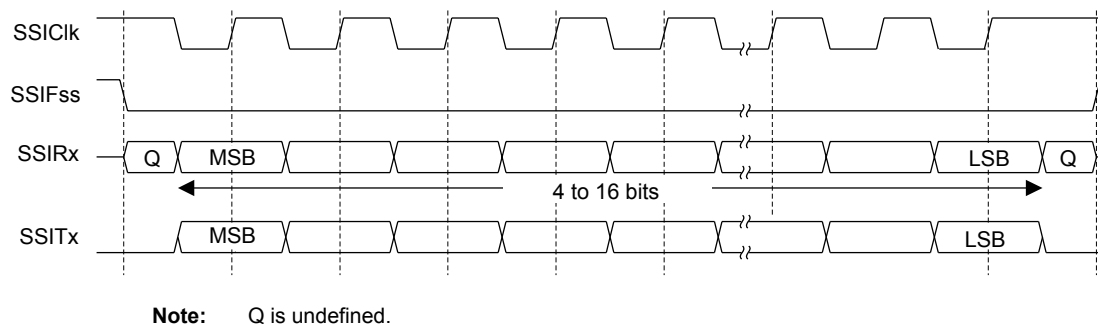 SSIClk
SSIFss
SSIRx Q MSB LSB Q
4 to 16 bits
SSITx MSB LSB
Note: Q is undefined.